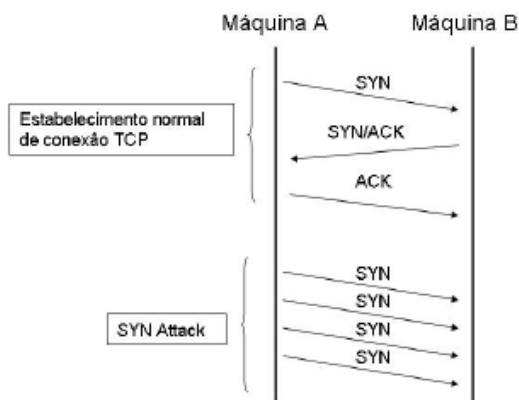 Máquina A
Máquina B
SYN
Estabelecimento normal
de conexão TCP
SYN/ACK
ACK
SYN
SYN
SYN Attack
SYN
SYN